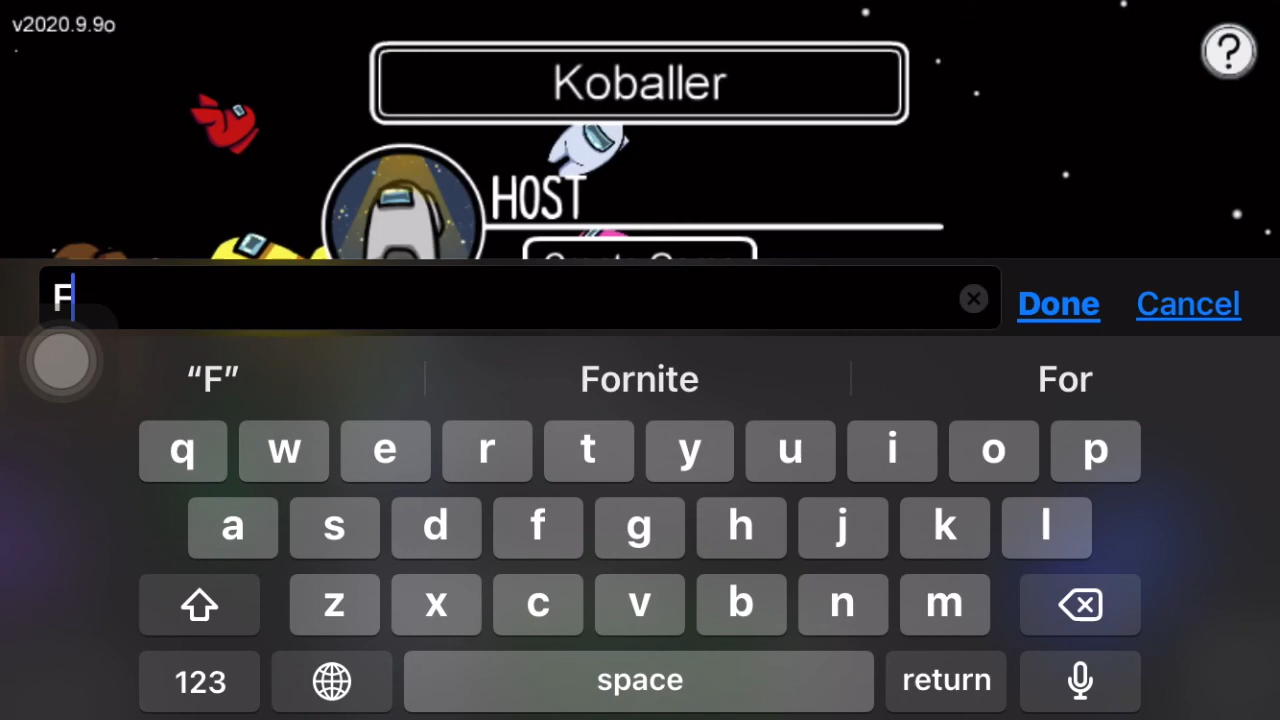 v2020.9.9o
?
Koballer
HOST
F
Done Cancel
“F” Fornite For
q w e r t y u i o p
a s d f g h j k l
z x c v b n m
123 space return